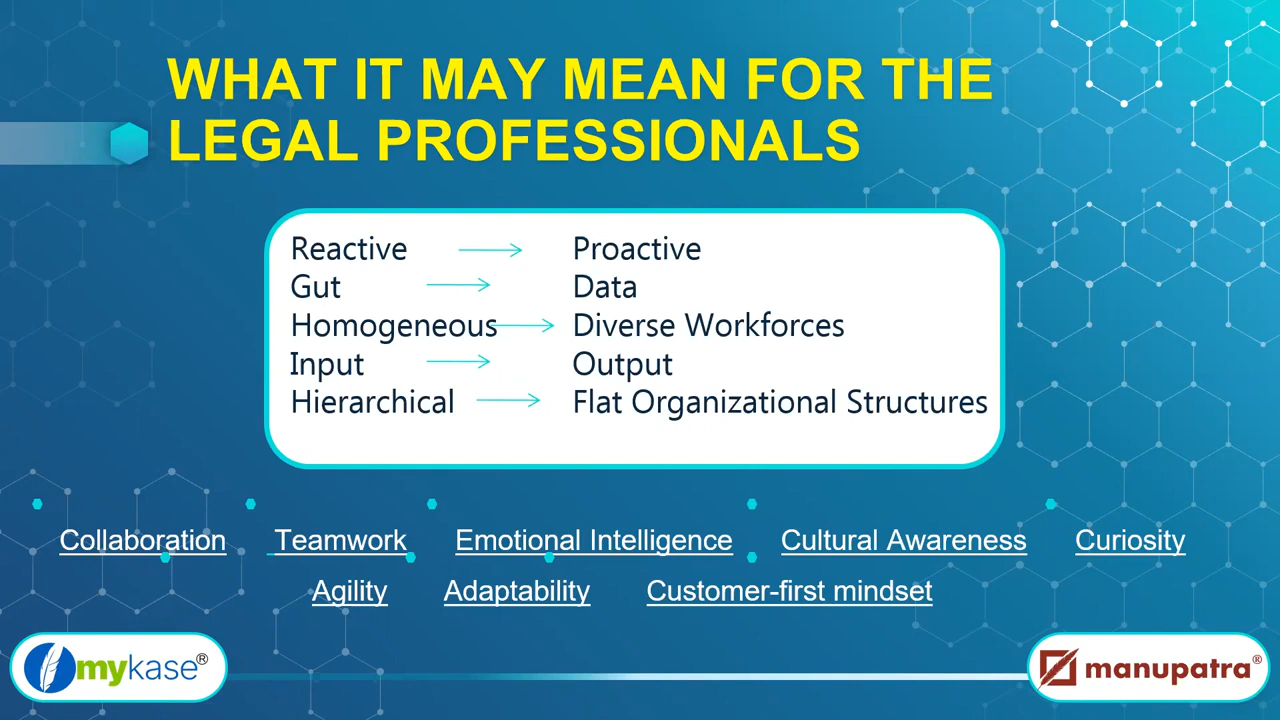 WHAT IT MAY MEAN FOR THE
LEGAL PROFESSIONALS
Reactive → Proactive
Gut → Data
Homogeneous → Diverse Workforces
Input → Output
Hierarchical → Flat Organizational Structures
Collaboration Teamwork Emotional Intelligence Cultural Awareness Curiosity
Agility Adaptability Customer-first mindset
mykase® manupatra®